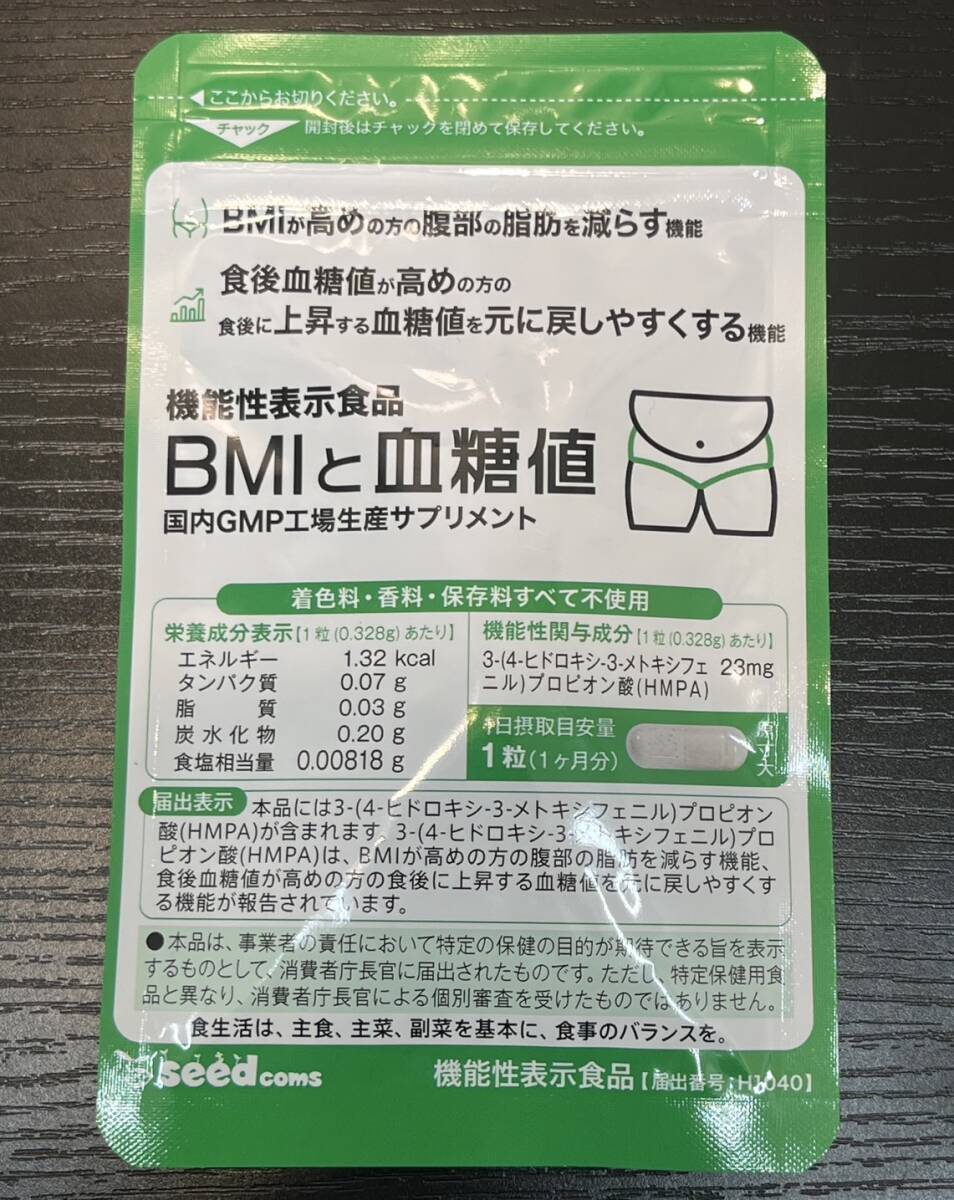 ◀ここからお切りください。
チャック 開封後はチャックを閉めて保存してください。
BMIが高めの方の腹部の脂肪を減らす機能
食後血糖値が高めの方の
食後に上昇する血糖値を元に戻しやすくする機能
機能性表示食品
BMIと血糖値
国内GMP工場生産サプリメント
着色料・香料・保存料すべて不使用
栄養成分表示【1粒(0.328g)あたり】
エネルギー 1.32 kcal
タンパク質 0.07 g
脂質 0.03 g
炭水化物 0.20 g
食塩相当量 0.00818 g
機能性関与成分【1粒(0.328g)あたり】
3-(4-ヒドロキシ-3-メトキシフェ 23mg
ニル)プロピオン酸(HMPA)
1日摂取目安量
1粒(1ヶ月分)
原寸大
届出表示 本品には3-(4-ヒドロキシ-3-メトキシフェニル)プロピオン
酸(HMPA)が含まれます。3-(4-ヒドロキシ-3-メトキシフェニル)プロ
ピオン酸(HMPA)は、BMIが高めの方の腹部の脂肪を減らす機能、
食後血糖値が高めの方の食後に上昇する血糖値を元に戻しやすくす
る機能が報告されています。
●本品は、事業者の責任において特定の保健の目的が期待できる旨を表示
するものとして、消費者庁長官に届出されたものです。ただし、特定保健用食
品と異なり、消費者庁長官による個別審査を受けたものではありません。
食生活は、主食、主菜、副菜を基本に、食事のバランスを。
seedcoms
機能性表示食品【届出番号:H1040】